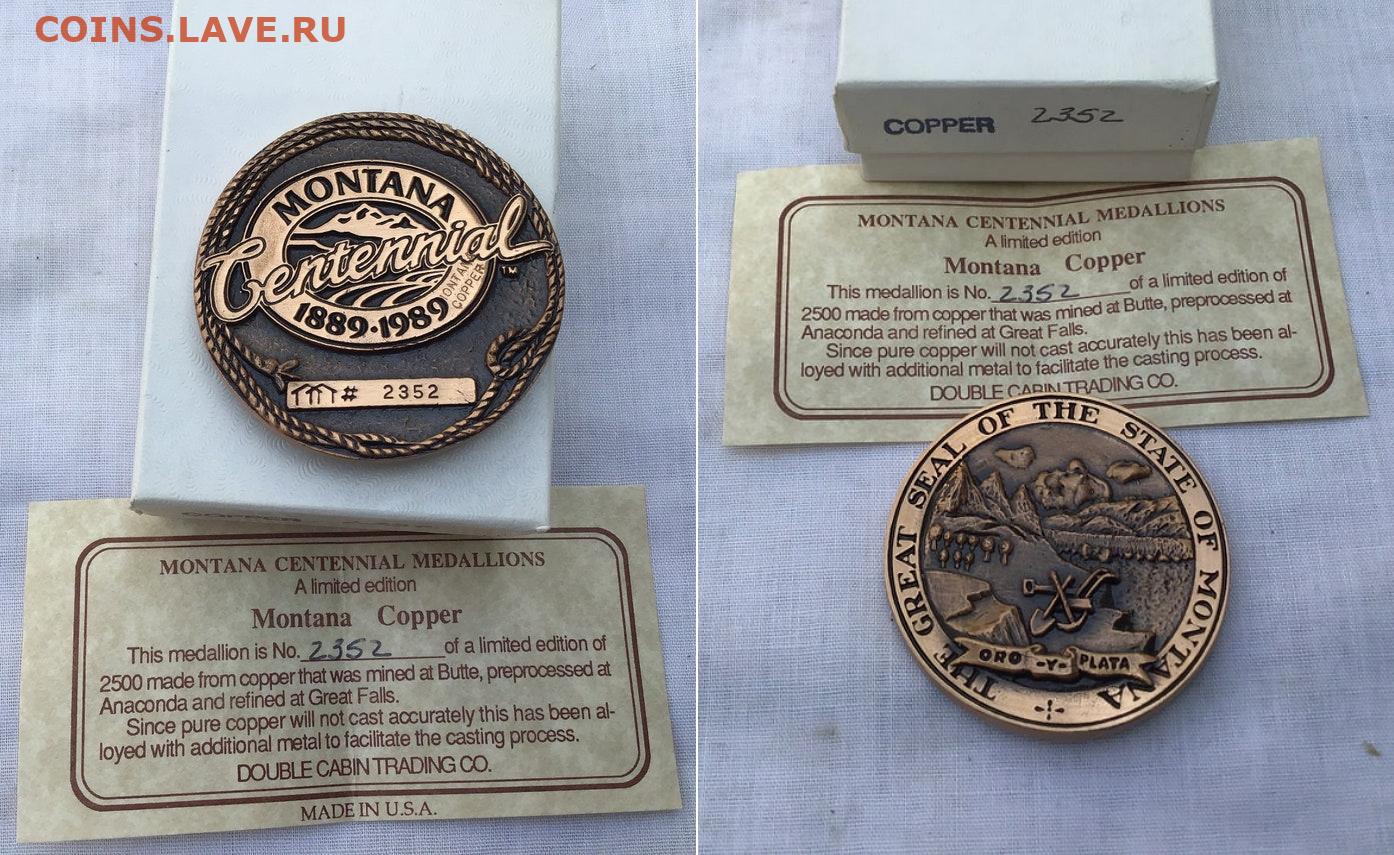 COINS.LAVE.RU
MONTANA
Centennial
TM
ONTAN
COPPER
1889·1989
# 2352
COPPER
MONTANA CENTENNIAL MEDALLIONS
A limited edition
Montana Copper
This medallion is No. 2352 of a limited edition of
2500 made from copper that was mined at Butte, preprocessed at
Anaconda and refined at Great Falls.
Since pure copper will not cast accurately this has been al-
loyed with additional metal to facilitate the casting process.
DOUBLE CABIN TRADING CO.
MADE IN U.S.A.
COPPER 2352
MONTANA CENTENNIAL MEDALLIONS
A limited edition
Montana Copper
This medallion is No. 2352 of a limited edition of
2500 made from copper that was mined at Butte, preprocessed at
Anaconda and refined at Great Falls.
Since pure copper will not cast accurately this has been al-
loyed with additional metal to facilitate the casting process.
DOUBLE CABIN TRADING CO.
THE GREAT SEAL OF THE STATE OF MONTANA
ORO -Y- PLATA